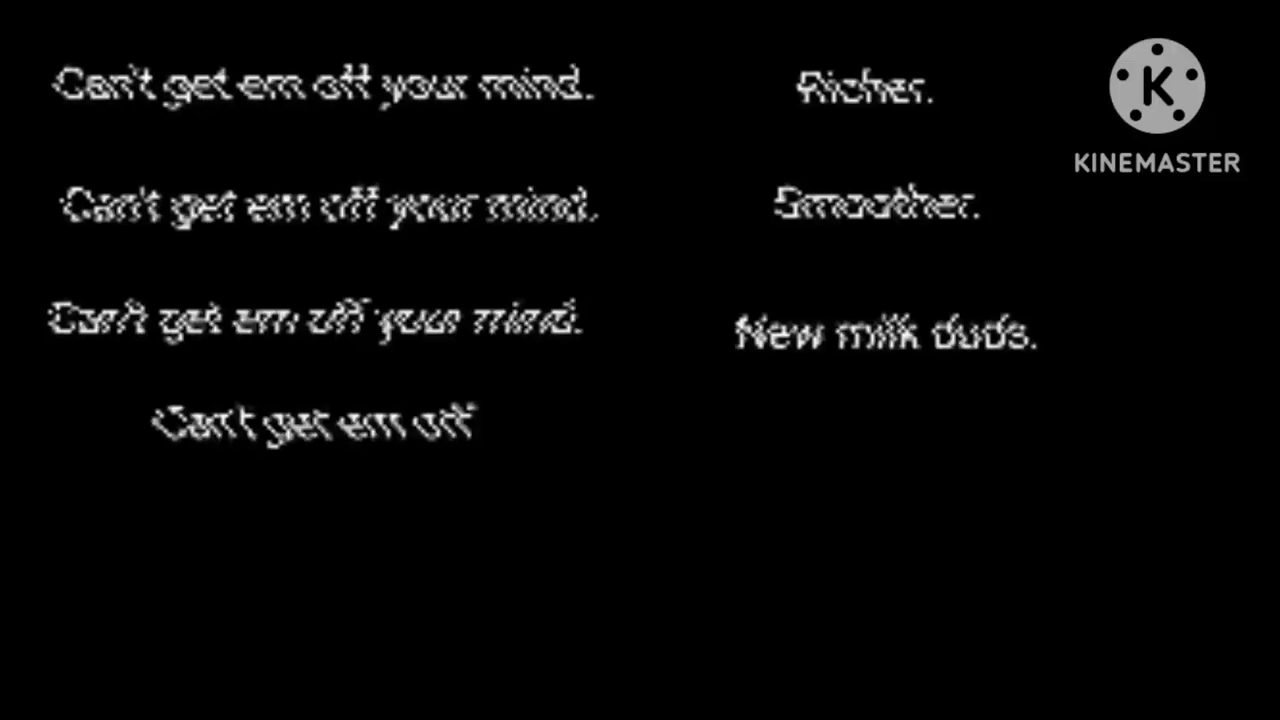 Can't get em off your mind.
Can't get em off your mind.
Can't get em off your mind.
Can't get em off
Richer.
Smoother.
New milk duds.
K
KINEMASTER